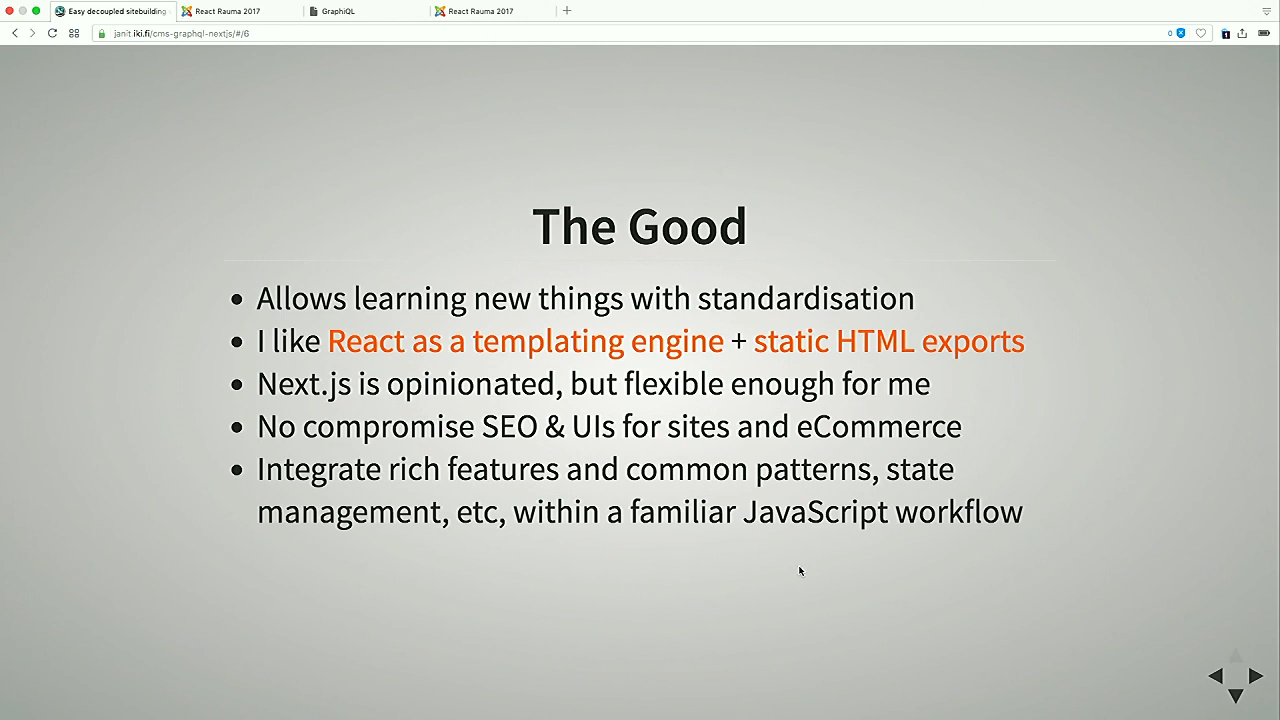 Easy decoupled sitebuilding
React Rauma 2017
GraphiQL
React Rauma 2017
janit.iki.fi/cms-graphql-nextjs/#/6
0
The Good
Allows learning new things with standardisation
I like React as a templating engine + static HTML exports
Next.js is opinionated, but flexible enough for me
No compromise SEO & UIs for sites and eCommerce
Integrate rich features and common patterns, state
management, etc, within a familiar JavaScript workflow